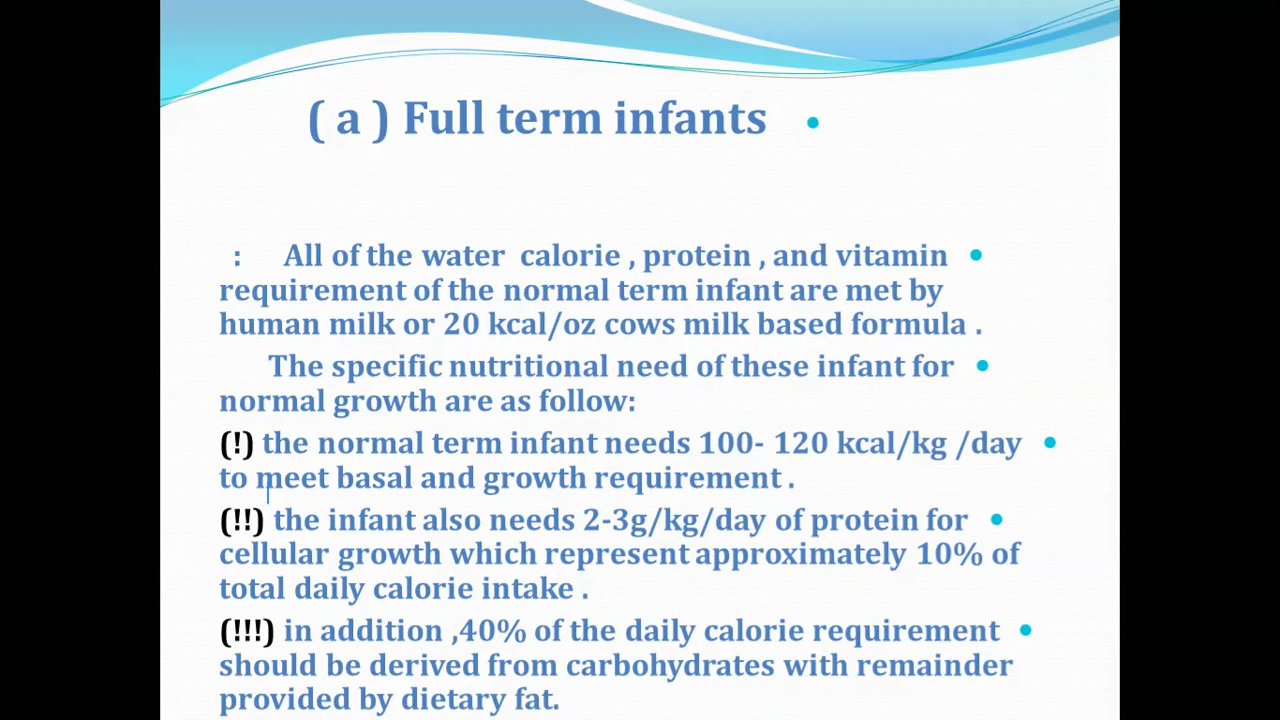 ( a ) Full term infants •
: All of the water calorie , protein , and vitamin •
requirement of the normal term infant are met by
human milk or 20 kcal/oz cows milk based formula .
The specific nutritional need of these infant for •
normal growth are as follow:
(!) the normal term infant needs 100- 120 kcal/kg /day •
to meet basal and growth requirement .
(!!) the infant also needs 2-3g/kg/day of protein for •
cellular growth which represent approximately 10% of
total daily calorie intake .
(!!!) in addition ,40% of the daily calorie requirement •
should be derived from carbohydrates with remainder
provided by dietary fat.